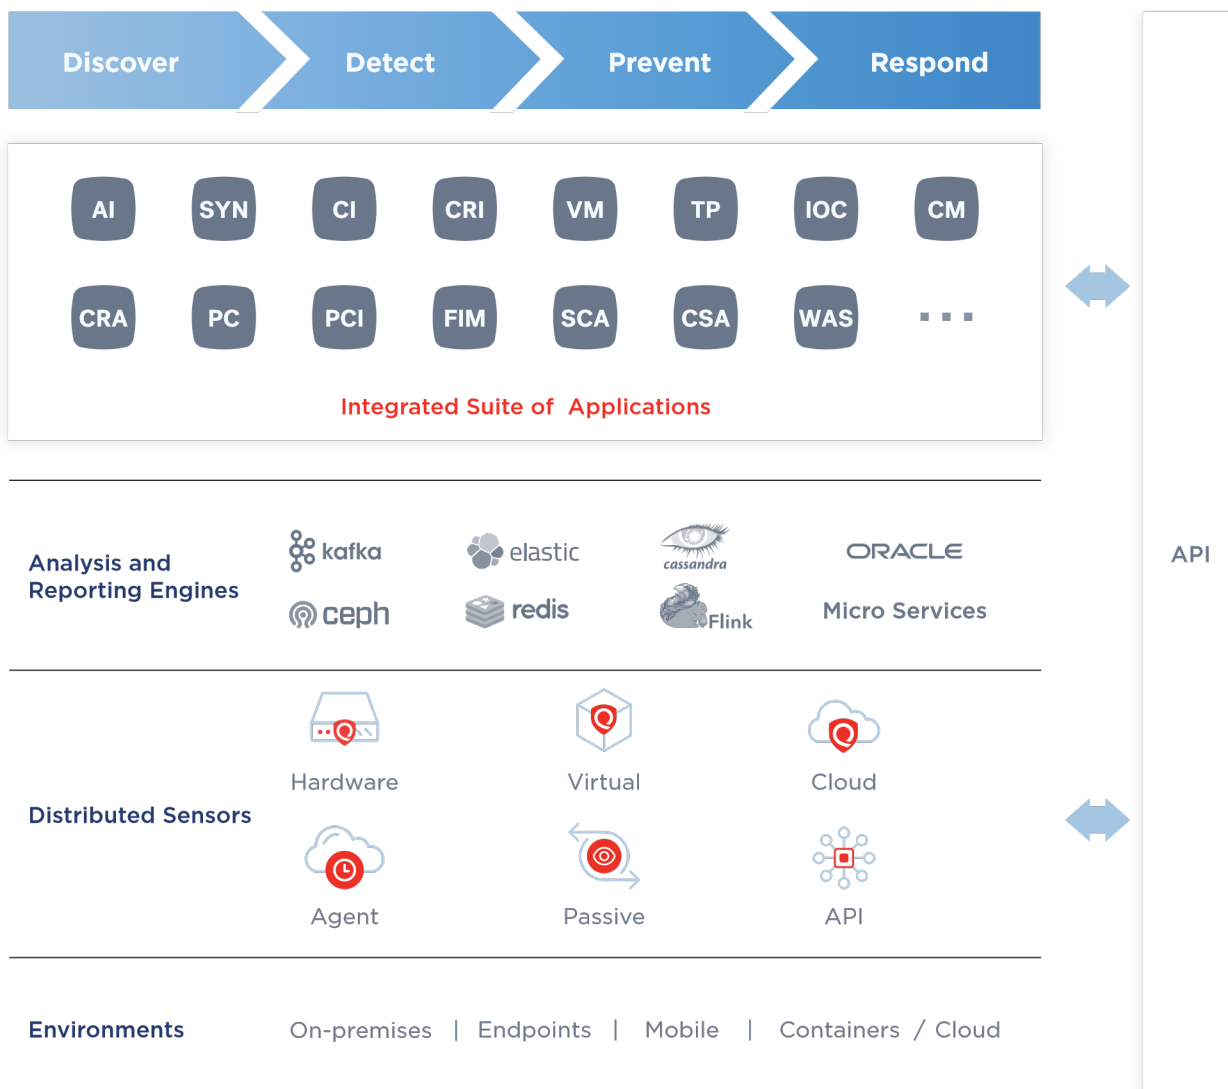 Discover Detect Prevent Respond
AI SYN CI CRI VM TP IOC CM
CRA PC PCI FIM SCA CSA WAS ...
Integrated Suite of Applications
Analysis and
Reporting Engines
kafka elastic cassandra ORACLE
ceph redis Flink Micro Services
API
Distributed Sensors
Hardware Virtual Cloud
Agent Passive API
Environments On-premises | Endpoints | Mobile | Containers / Cloud